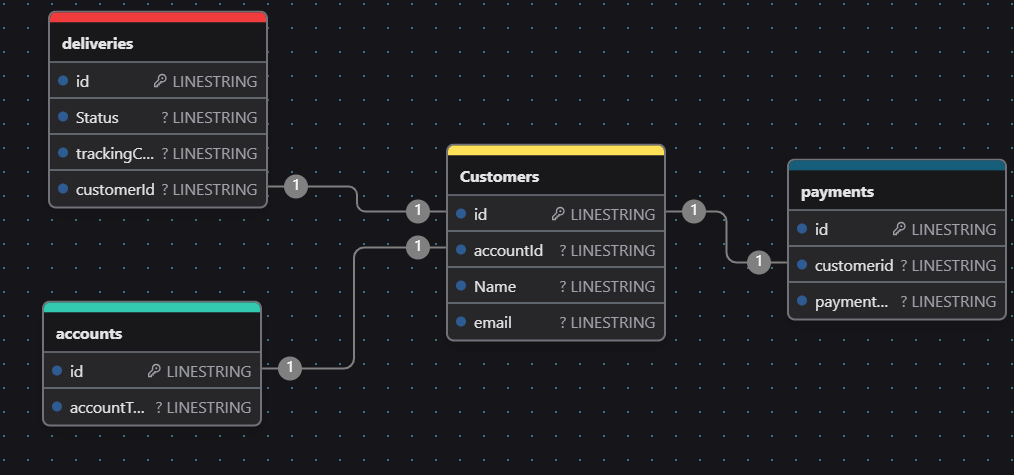 deliveries
id LINESTRING
Status ? LINESTRING
trackingC... ? LINESTRING
customerId ? LINESTRING
1
1
1
accounts
id LINESTRING
accountT... ? LINESTRING
1
Customers
id LINESTRING
accountId ? LINESTRING
Name ? LINESTRING
email ? LINESTRING
1
1
payments
id LINESTRING
customerid ? LINESTRING
payment... ? LINESTRING